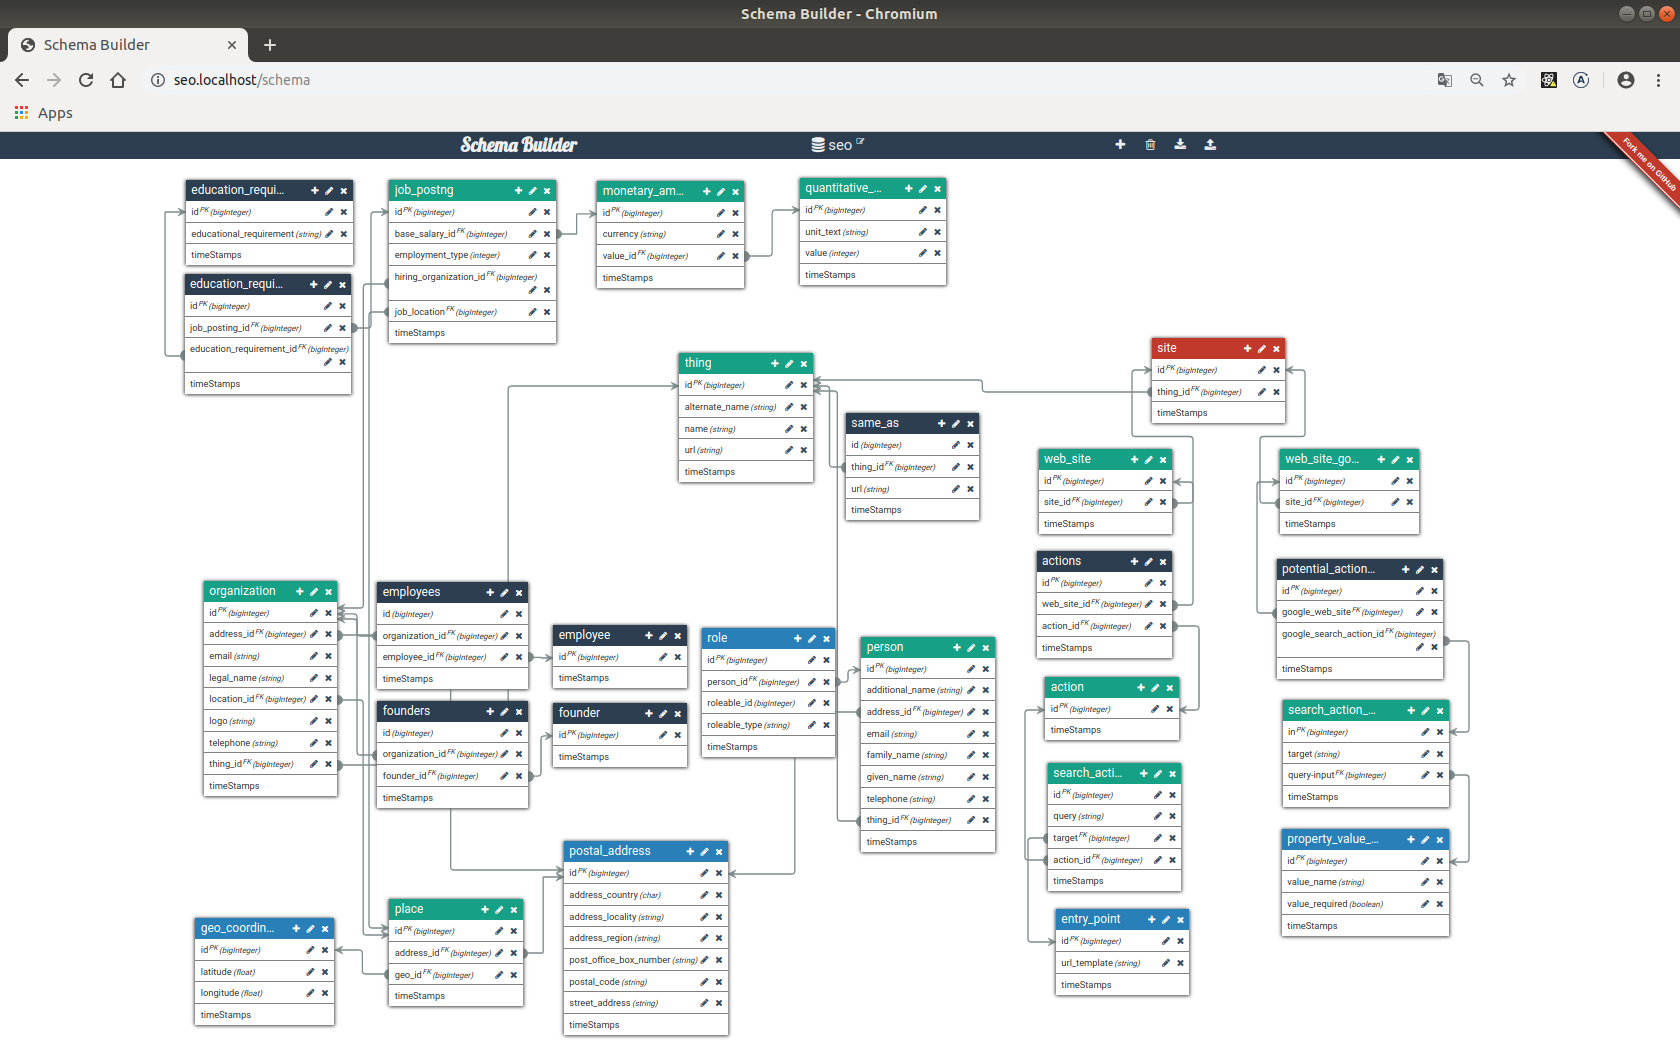 Schema Builder - Chromium
Schema Builder
seo.localhost/schema
Apps
Schema Builder
seo
Fork me on GitHub
education_requi...
id PK (bigInteger)
educational_requirement (string)
timeStamps
education_requi...
id PK (bigInteger)
job_posting_id FK (bigInteger)
education_requirement_id FK (bigInteger)
timeStamps
job_postng
id PK (bigInteger)
base_salary_id FK (bigInteger)
employment_type (integer)
hiring_organization_id FK (bigInteger)
job_location FK (bigInteger)
timeStamps
monetary_am...
id PK (bigInteger)
currency (string)
value_id FK (bigInteger)
timeStamps
quantitative_...
id PK (bigInteger)
unit_text (string)
value (integer)
timeStamps
thing
id PK (bigInteger)
alternate_name (string)
name (string)
url (string)
timeStamps
same_as
id (bigInteger)
thing_id FK (bigInteger)
url (string)
timeStamps
site
id PK (bigInteger)
thing_id FK (bigInteger)
timeStamps
web_site
id PK (bigInteger)
site_id FK (bigInteger)
timeStamps
web_site_go...
id PK (bigInteger)
site_id FK (bigInteger)
timeStamps
actions
id PK (bigInteger)
web_site_id FK (bigInteger)
action_id FK (bigInteger)
timeStamps
potential_action...
id PK (bigInteger)
google_web_site FK (bigInteger)
google_search_action_id FK (bigInteger)
timeStamps
organization
id PK (bigInteger)
address_id FK (bigInteger)
email (string)
legal_name (string)
location_id FK (bigInteger)
logo (string)
telephone (string)
thing_id FK (bigInteger)
timeStamps
employees
id (bigInteger)
organization_id FK (bigInteger)
employee_id FK (bigInteger)
timeStamps
founders
id (bigInteger)
organization_id FK (bigInteger)
founder_id FK (bigInteger)
timeStamps
employee
id PK (bigInteger)
timeStamps
founder
id PK (bigInteger)
timeStamps
role
id PK (bigInteger)
person_id FK (bigInteger)
roleable_id (bigInteger)
roleable_type (string)
timeStamps
person
id PK (bigInteger)
additional_name (string)
address_id FK (bigInteger)
email (string)
family_name (string)
given_name (string)
telephone (string)
thing_id FK (bigInteger)
timeStamps
action
id PK (bigInteger)
timeStamps
search_action_...
in PK (bigInteger)
target (string)
query-input FK (bigInteger)
timeStamps
search_acti...
id PK (bigInteger)
query (string)
target FK (bigInteger)
action_id FK (bigInteger)
timeStamps
property_value_...
id PK (bigInteger)
value_name (string)
value_required (boolean)
timeStamps
postal_address
id PK (bigInteger)
address_country (char)
address_locality (string)
address_region (string)
post_office_box_number (string)
postal_code (string)
street_address (string)
timeStamps
place
id PK (bigInteger)
address_id FK (bigInteger)
geo_id FK (bigInteger)
timeStamps
geo_coordin...
id PK (bigInteger)
latitude (float)
longitude (float)
timeStamps
entry_point
id PK (bigInteger)
url_template (string)
timeStamps